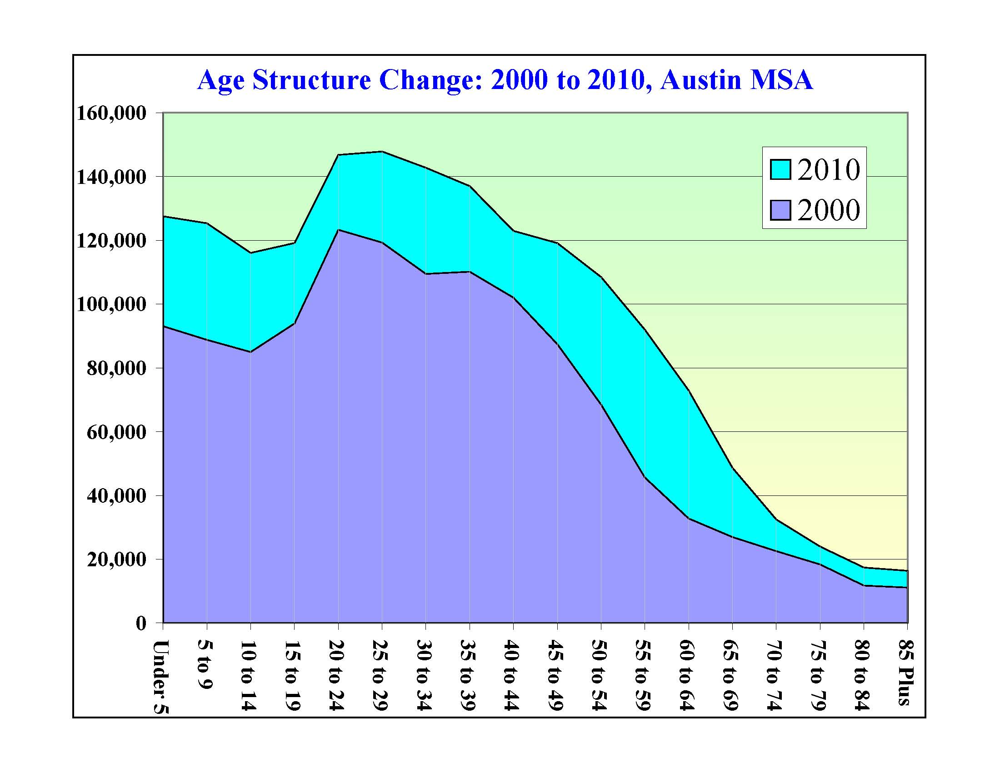 Age Structure Change: 2000 to 2010, Austin MSA
160,000
140,000
120,000
100,000
80,000
60,000
40,000
20,000
0
2010
2000
Under 5
5 to 9
10 to 14
15 to 19
20 to 24
25 to 29
30 to 34
35 to 39
40 to 44
45 to 49
50 to 54
55 to 59
60 to 64
65 to 69
70 to 74
75 to 79
80 to 84
85 Plus